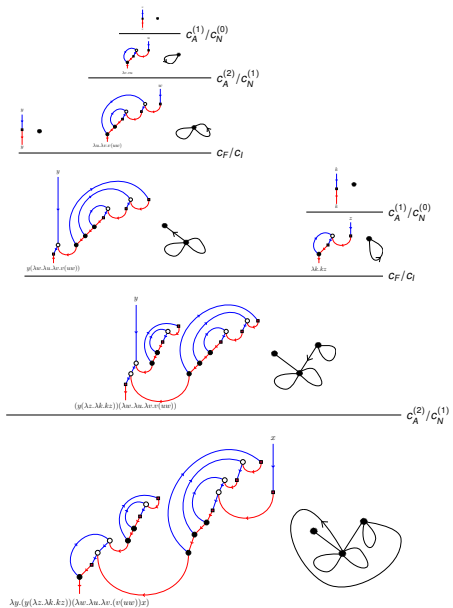 c_A^{(1)}/c_N^{(0)}
c_A^{(2)}/c_N^{(1)}
w
λu.λv.v(uw)
c_F/c_I
y
k
c_A^{(1)}/c_N^{(0)}
z
y(λw.λu.λv.v(uw))
λk.kz
c_F/c_I
y
(y(λz.λk.kz))(λw.λu.λv.v(uw))
c_A^{(2)}/c_N^{(1)}
x
λy.(y(λz.λk.kz))(λw.λu.λv.(v(uw))x)